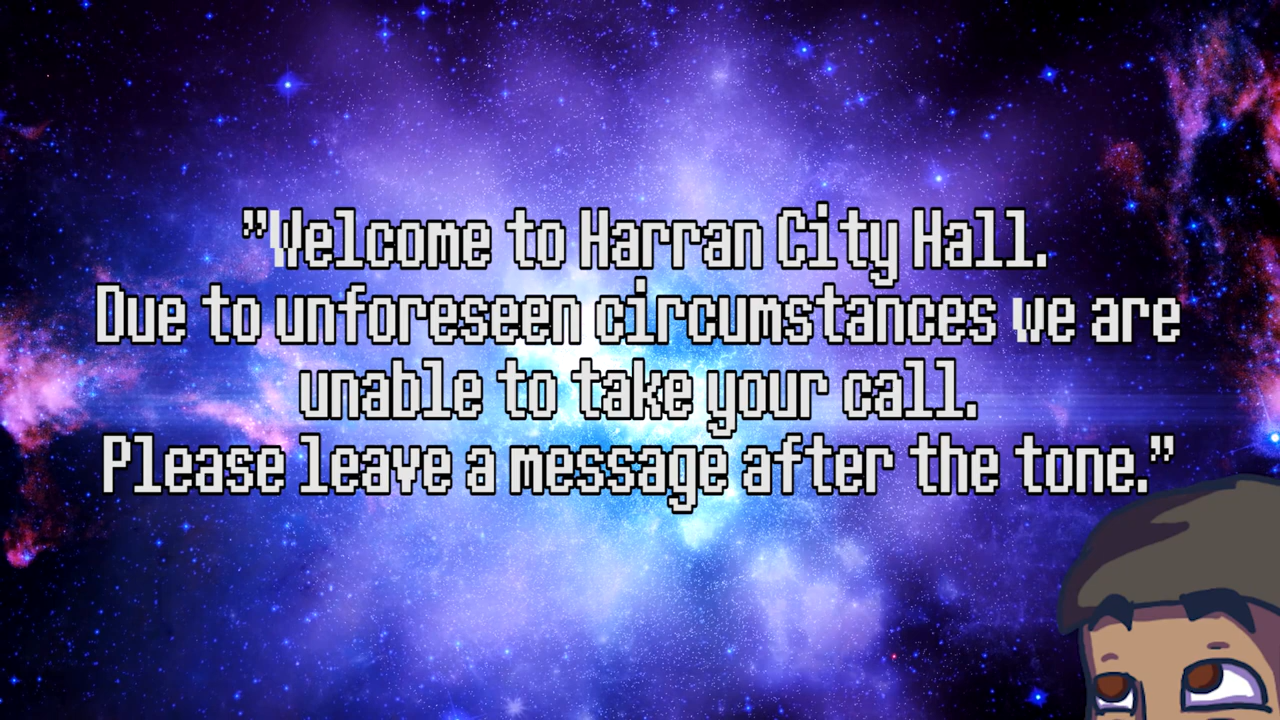 ”Welcome to Harran City Hall.
Due to unforeseen circumstances we are
unable to take your call.
Please leave a message after the tone.”